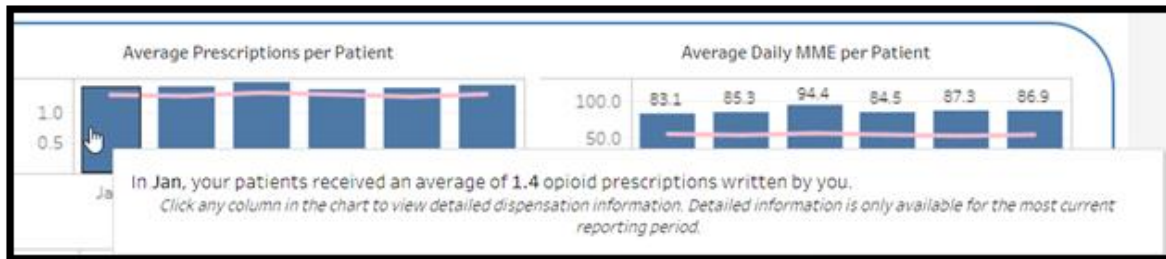 Average Prescriptions per Patient
Average Daily MME per Patient
1.0
0.5
100.0
50.0
83.1 85.3 94.4 84.5 87.3 86.9
Ja
In Jan, your patients received an average of 1.4 opioid prescriptions written by you.
Click any column in the chart to view detailed dispensation information. Detailed information is only available for the most current
reporting period.